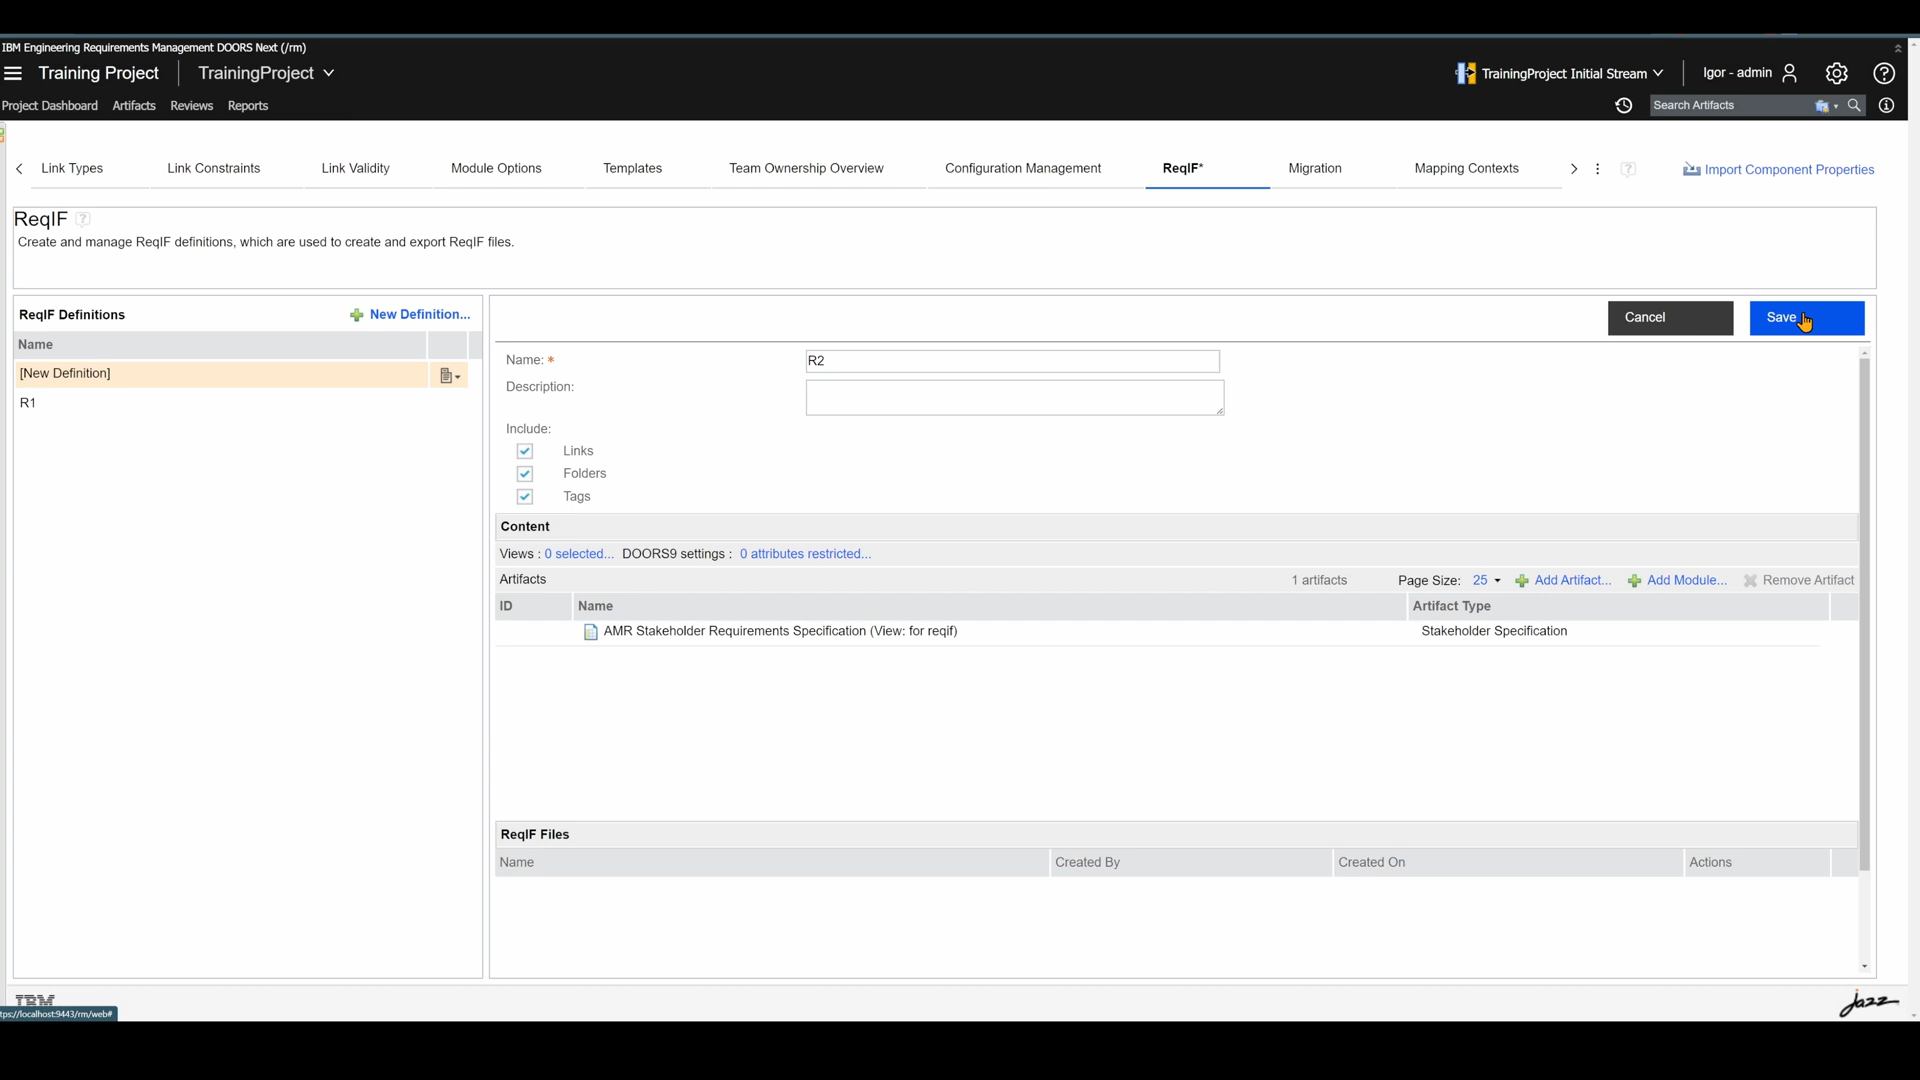 IBM Engineering Requirements Management DOORS Next (/rm)
Training Project TrainingProject TrainingProject Initial Stream Igor - admin
Project Dashboard Artifacts Reviews Reports Search Artifacts
Link Types Link Constraints Link Validity Module Options Templates Team Ownership Overview Configuration Management ReqIF* Migration Mapping Contexts Import Component Properties
ReqIF
Create and manage ReqIF definitions, which are used to create and export ReqIF files.
ReqIF Definitions New Definition... Cancel Save
Name
[New Definition]
R1
Name: * R2
Description:
Include:
Links
Folders
Tags
Content
Views : 0 selected... DOORS9 settings : 0 attributes restricted...
Artifacts 1 artifacts Page Size: 25 Add Artifact... Add Module... Remove Artifact
ID Name Artifact Type
AMR Stakeholder Requirements Specification (View: for reqif) Stakeholder Specification
ReqIF Files
Name Created By Created On Actions
IBM Jazz
tps://localhost:9443/rm/web#